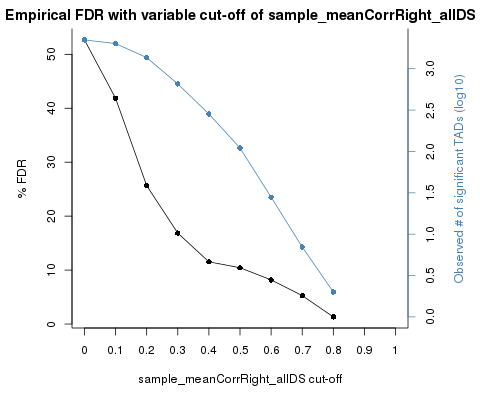 Empirical FDR with variable cut-off of sample_meanCorrRight_allDS
50
40
30
20
10
0
% FDR
3.0
2.5
2.0
1.5
1.0
0.5
0.0
Observed # of significant TADs (log10)
0 0.1 0.2 0.3 0.4 0.5 0.6 0.7 0.8 0.9 1
sample_meanCorrRight_allDS cut-off